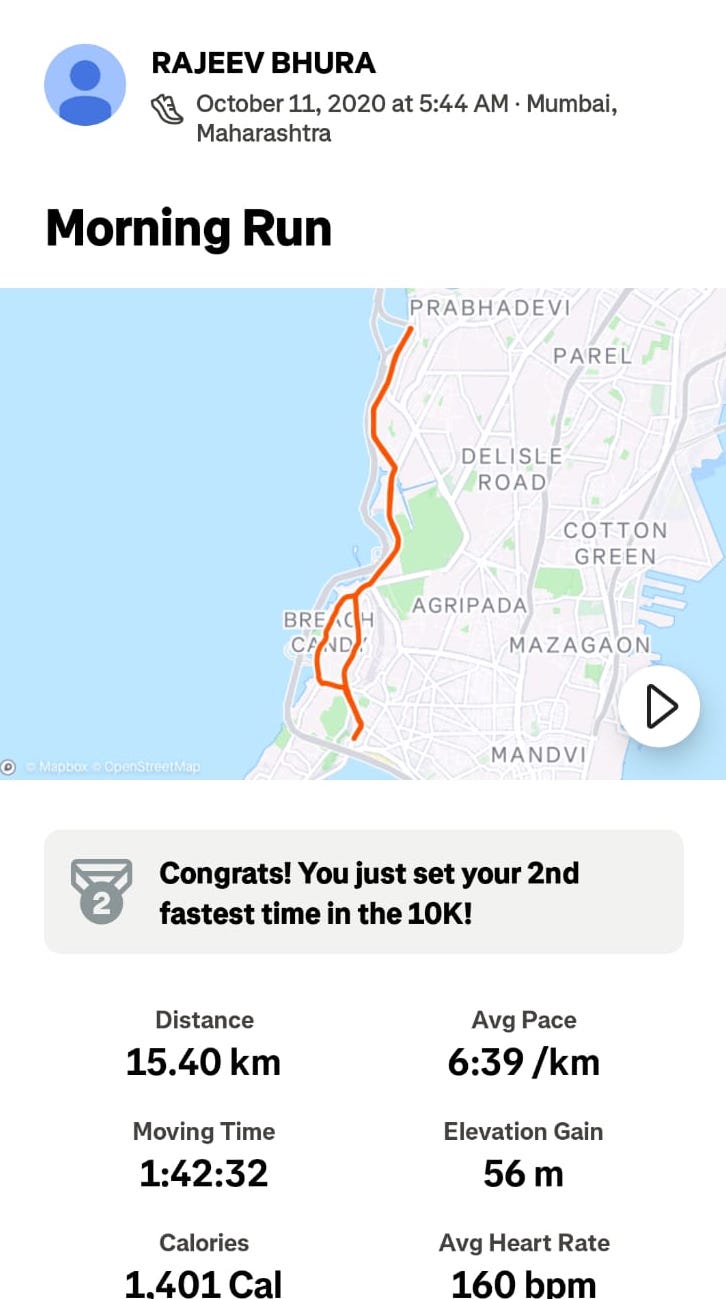 RAJEEV BHURA
October 11, 2020 at 5:44 AM · Mumbai,
Maharashtra
Morning Run
PRABHADEVI
PAREL
DELISLE
ROAD
COTTON
GREEN
AGRIPADA
BREACH
CANDY
MAZAGAON
MANDVI
© Mapbox © OpenStreetMap
2
Congrats! You just set your 2nd
fastest time in the 10K!
Distance
Avg Pace
15.40 km
6:39 /km
Moving Time
Elevation Gain
1:42:32
56 m
Calories
Avg Heart Rate
1,401 Cal
160 bpm